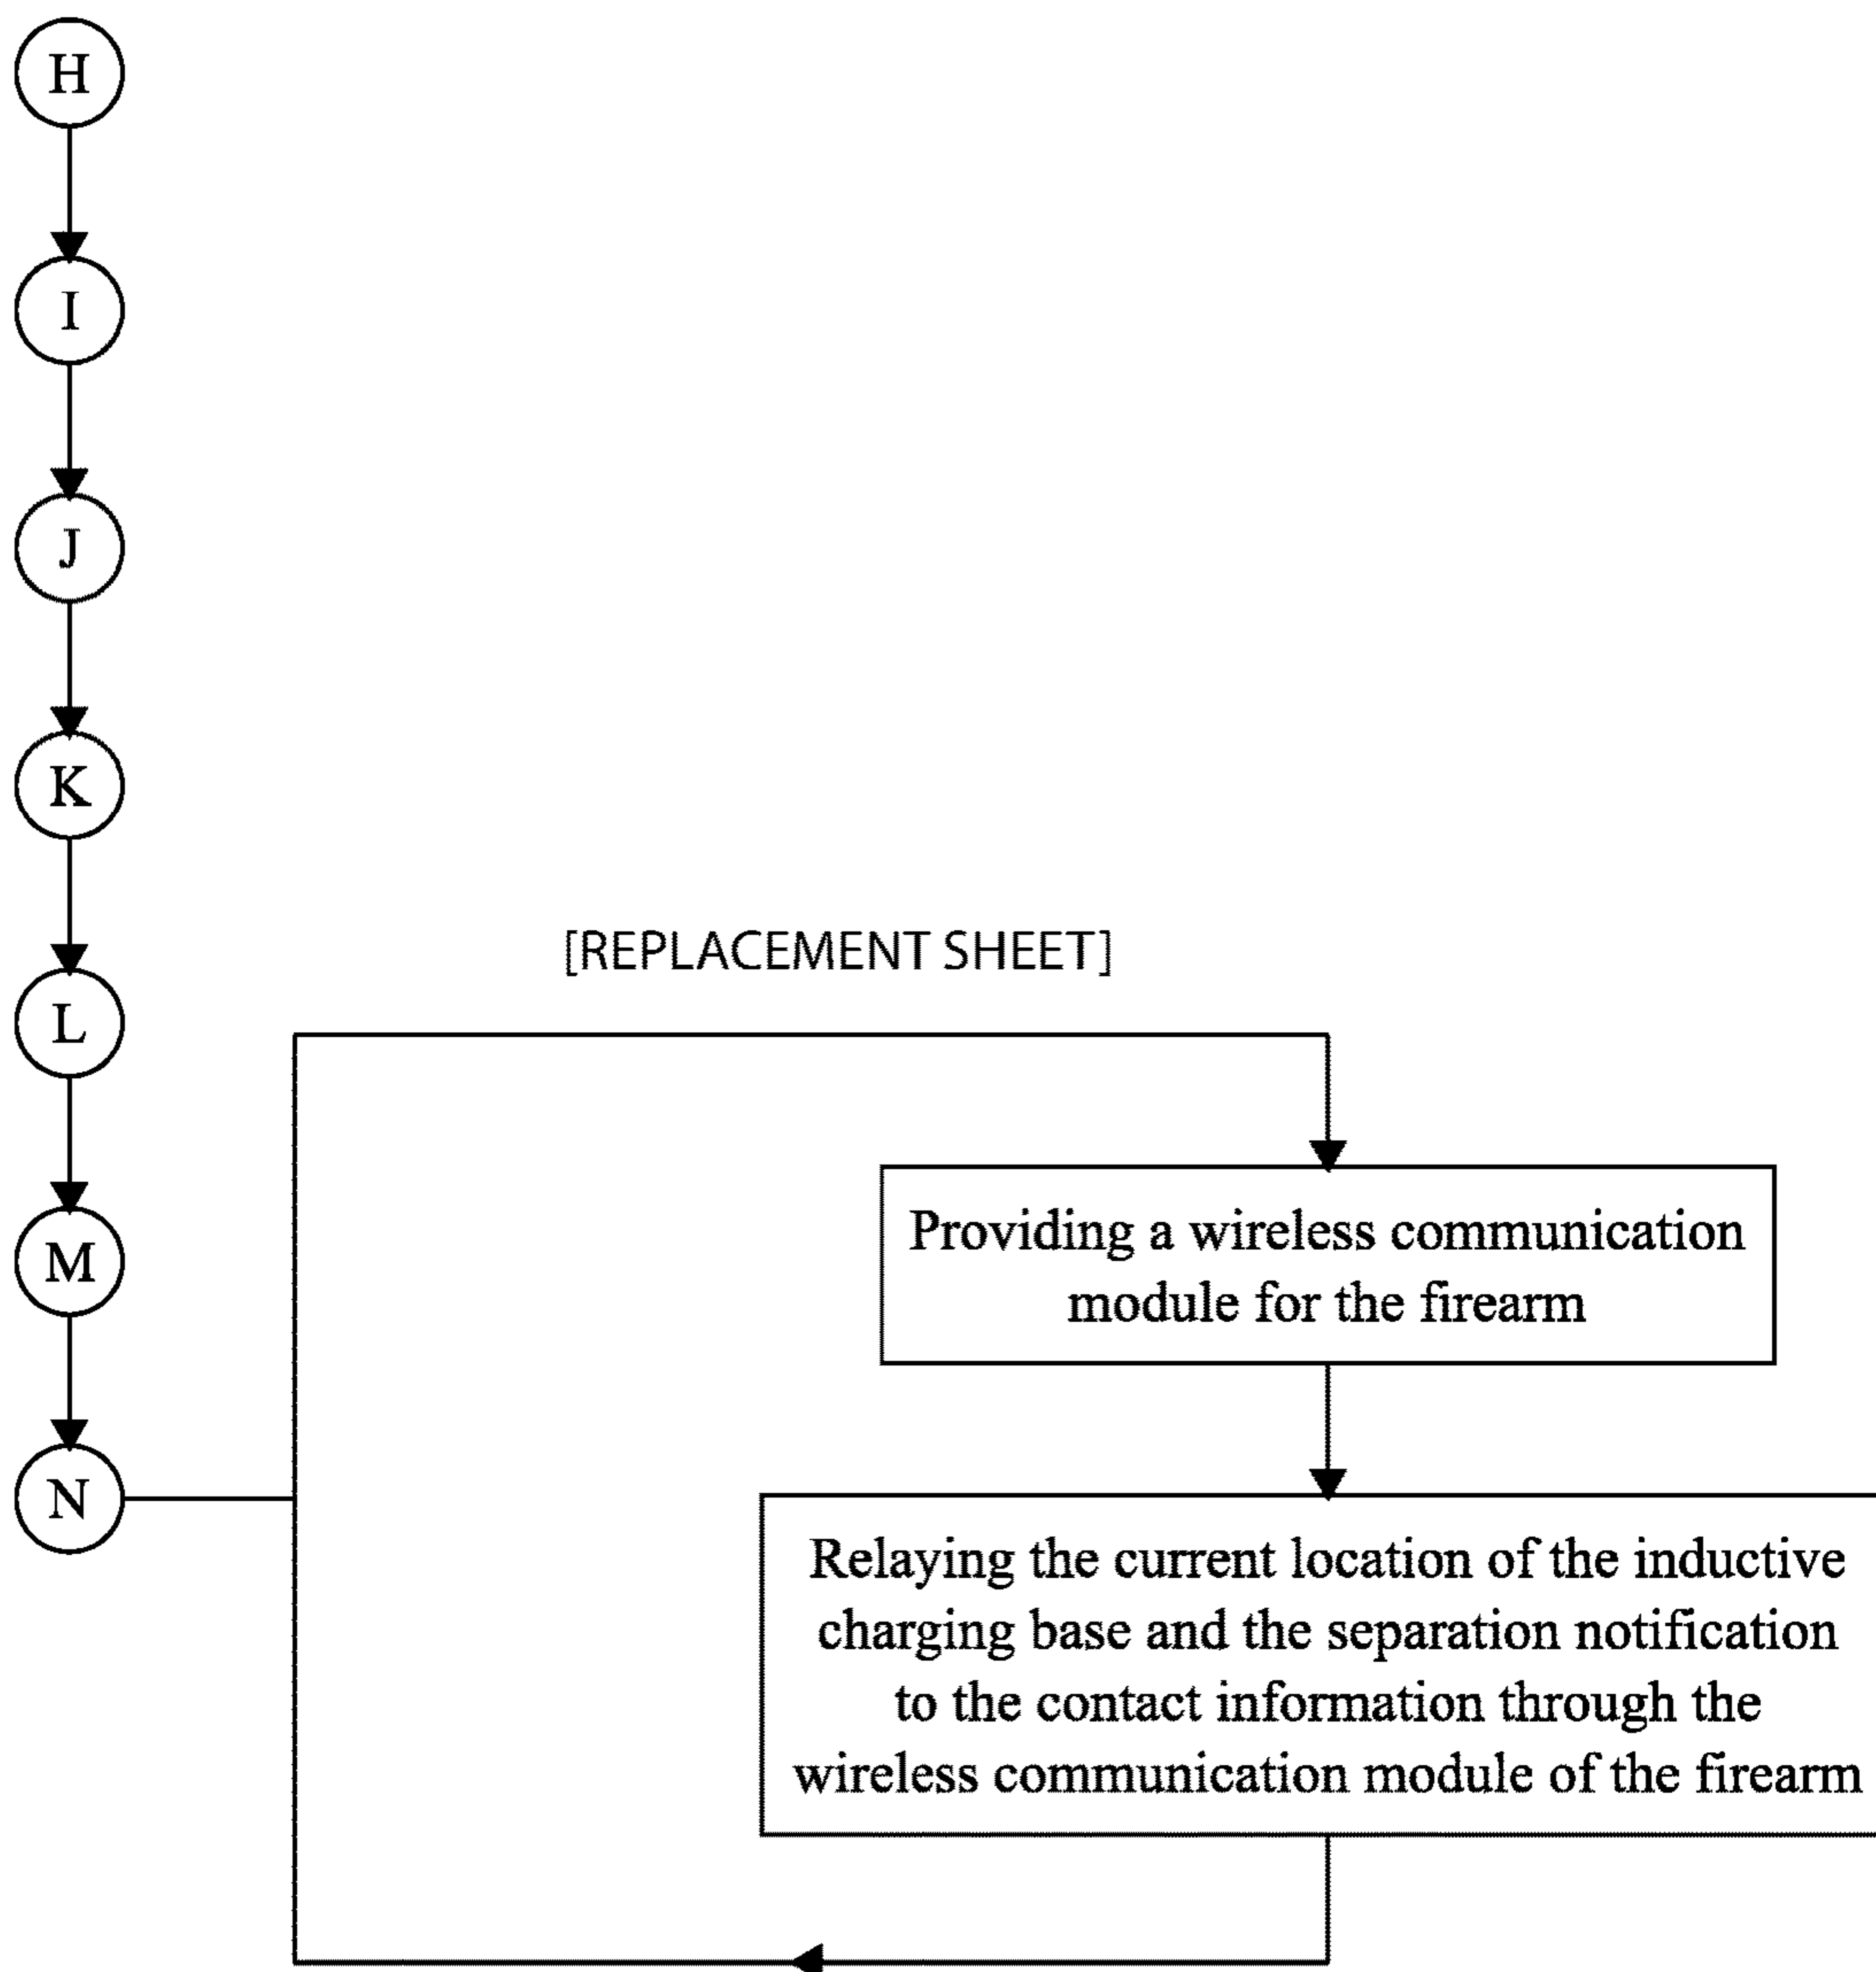 H
I
J
K
[REPLACEMENT SHEET]
L
M
Providing a wireless communication
module for the firearm
N
Relaying the current location of the inductive
charging base and the separation notification
to the contact information through the
wireless communication module of the firearm